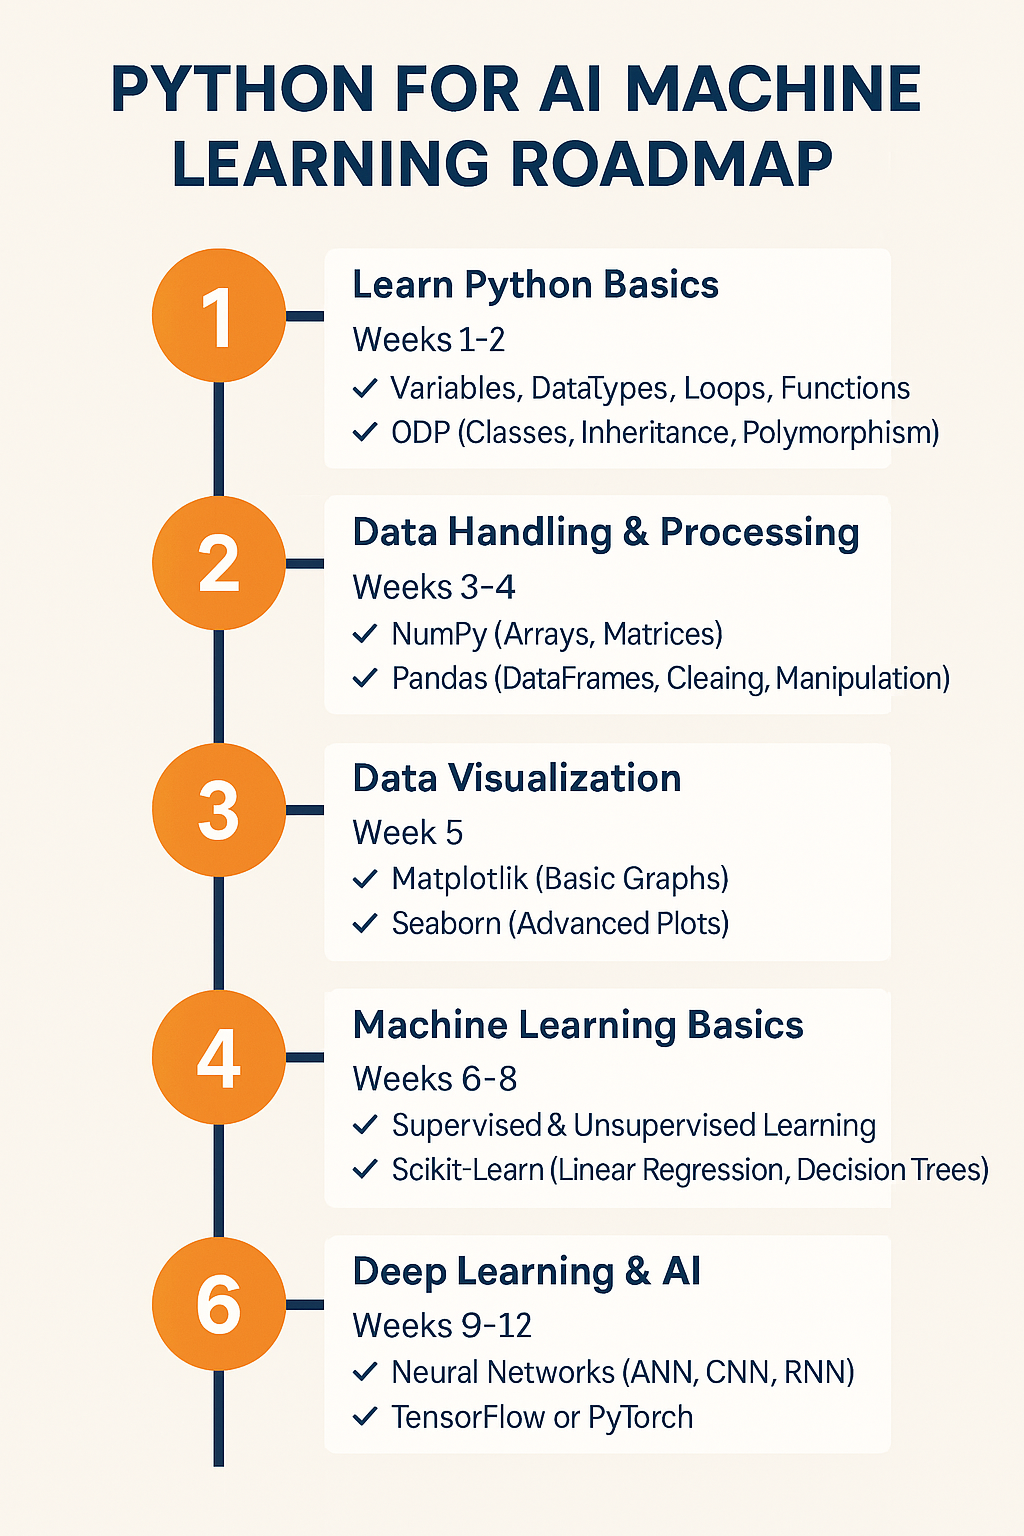 PYTHON FOR AI MACHINE
LEARNING ROADMAP
1
Learn Python Basics
Weeks 1-2
✓ Variables, DataTypes, Loops, Functions
✓ ODP (Classes, Inheritance, Polymorphism)
2
Data Handling & Processing
Weeks 3-4
✓ NumPy (Arrays, Matrices)
✓ Pandas (DataFrames, Cleaing, Manipulation)
3
Data Visualization
Week 5
✓ Matplotlik (Basic Graphs)
✓ Seaborn (Advanced Plots)
4
Machine Learning Basics
Weeks 6-8
✓ Supervised & Unsupervised Learning
✓ Scikit-Learn (Linear Regression, Decision Trees)
6
Deep Learning & AI
Weeks 9-12
✓ Neural Networks (ANN, CNN, RNN)
✓ TensorFlow or PyTorch